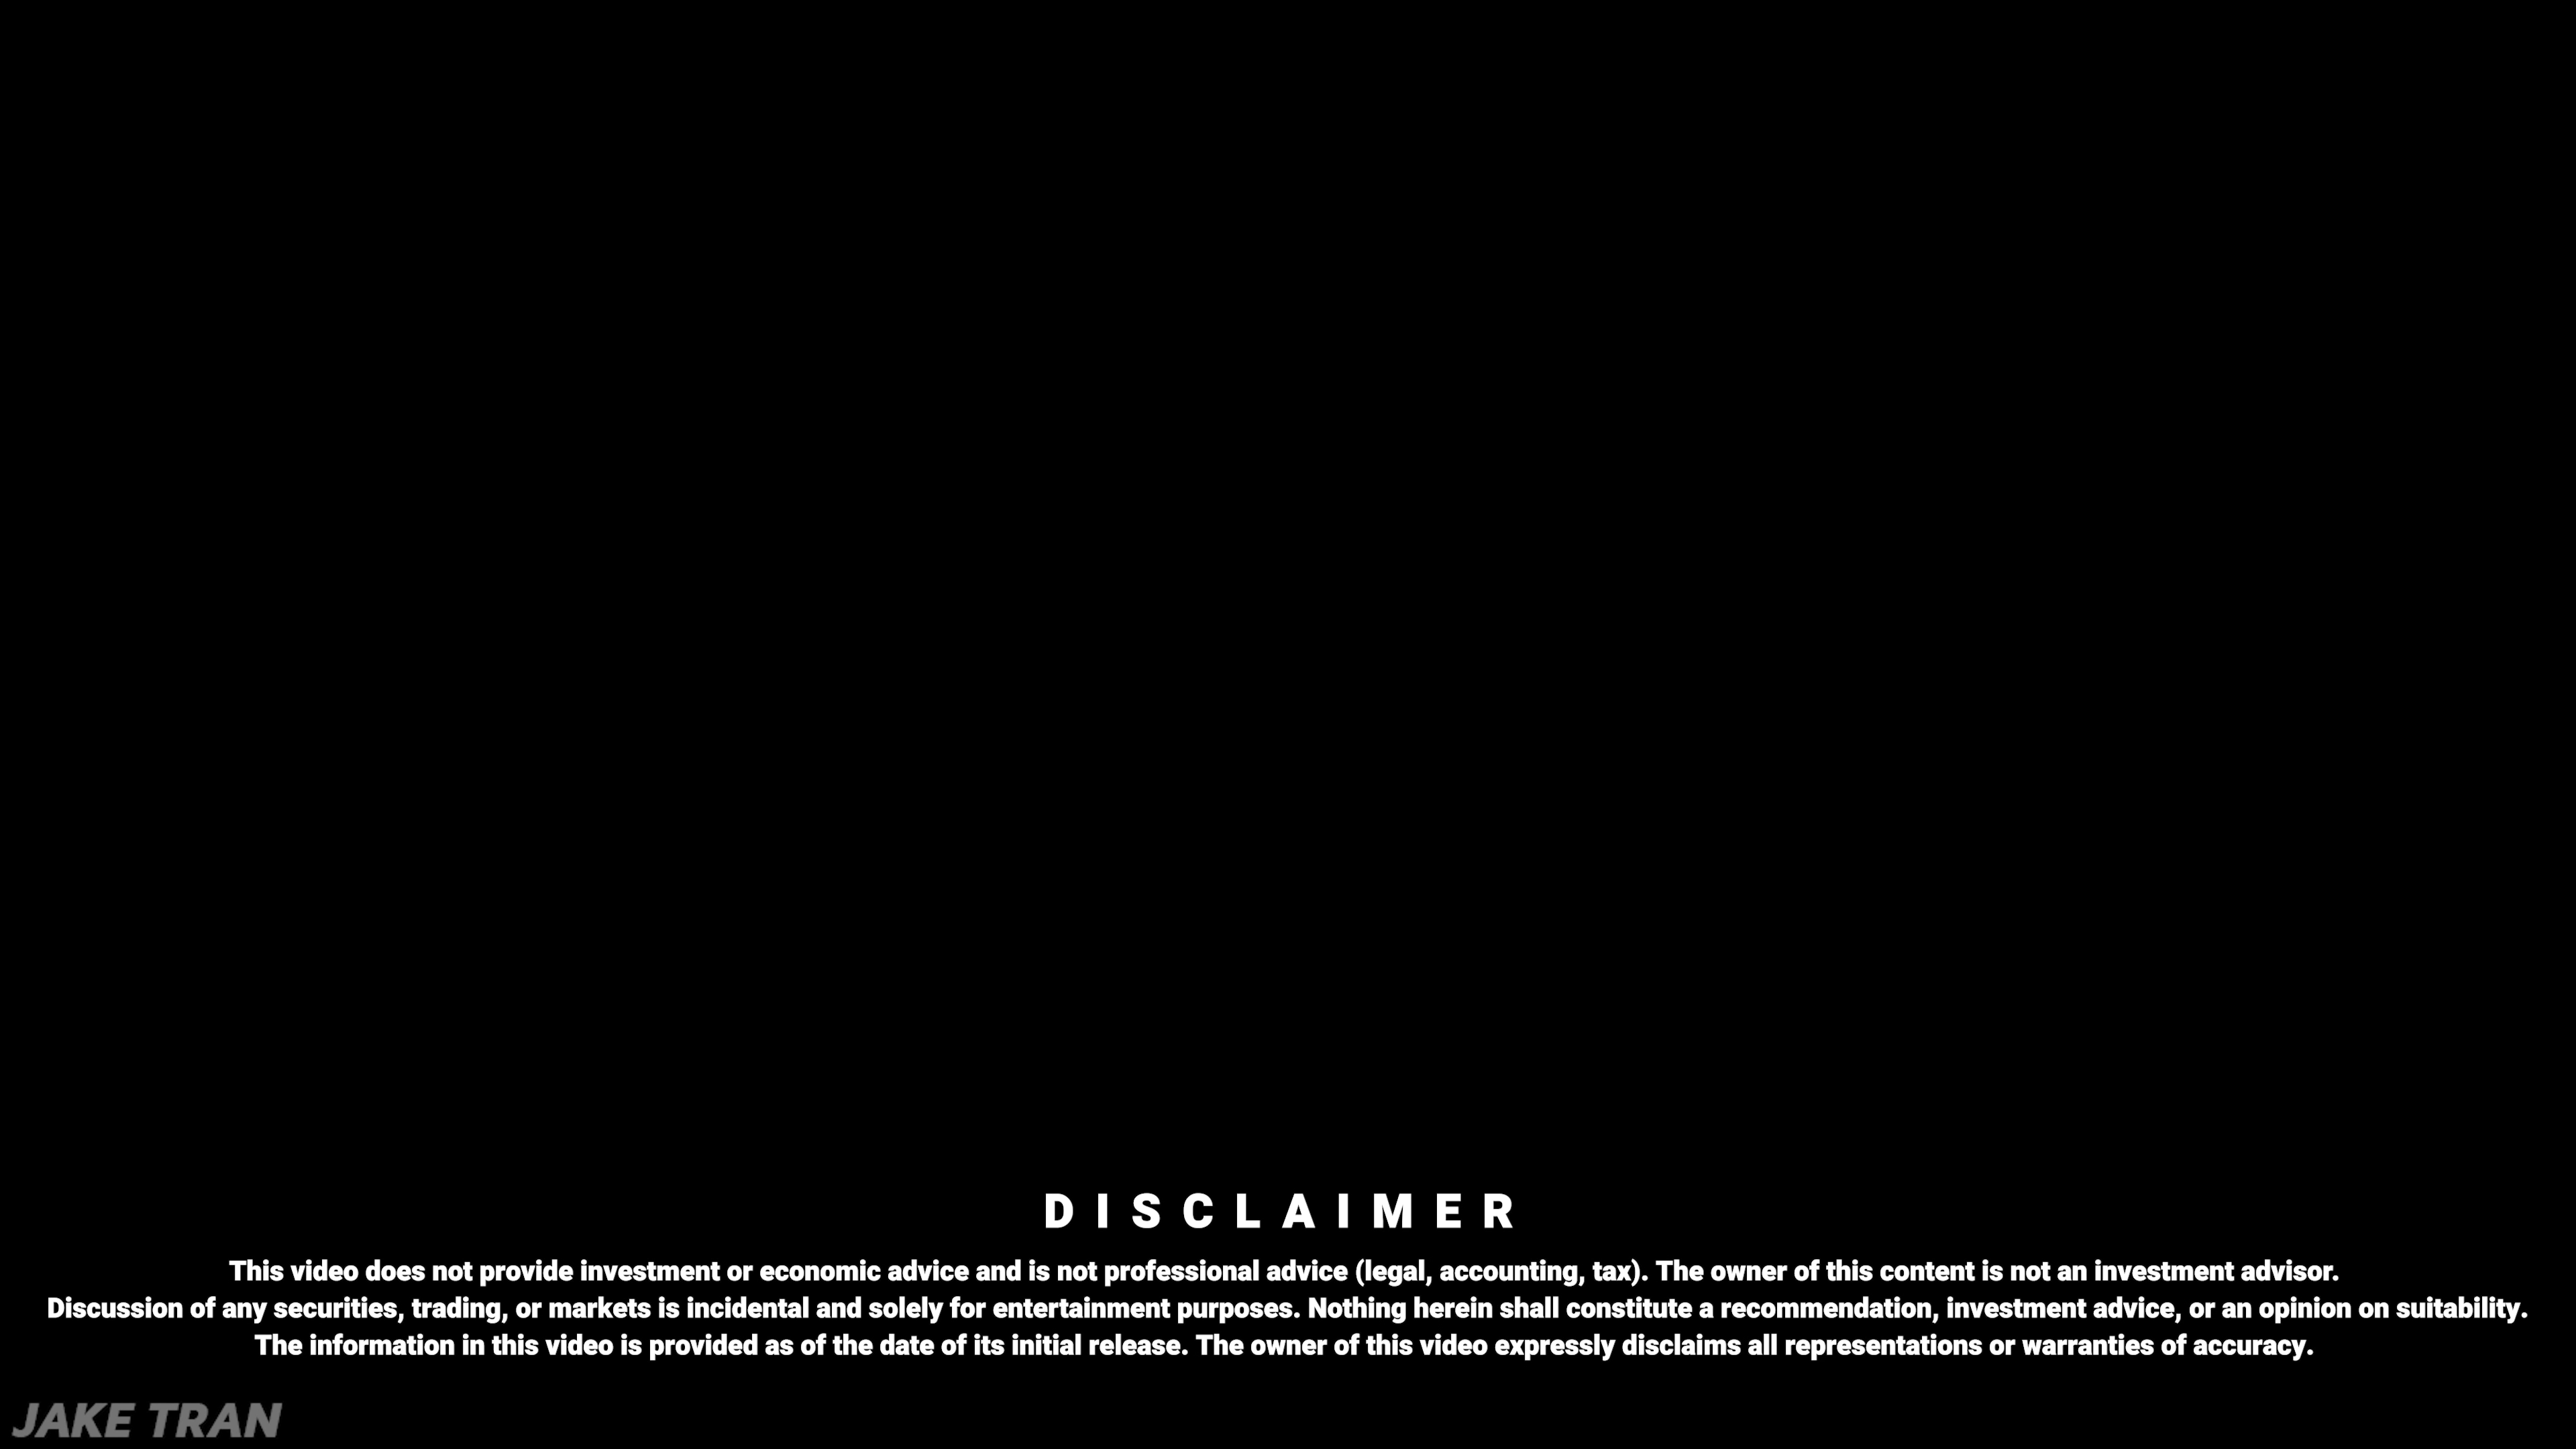 DISCLAIMER
This video does not provide investment or economic advice and is not professional advice (legal, accounting, tax). The owner of this content is not an investment advisor.
Discussion of any securities, trading, or markets is incidental and solely for entertainment purposes. Nothing herein shall constitute a recommendation, investment advice, or an opinion on suitability.
The information in this video is provided as of the date of its initial release. The owner of this video expressly disclaims all representations or warranties of accuracy.
JAKE TRAN